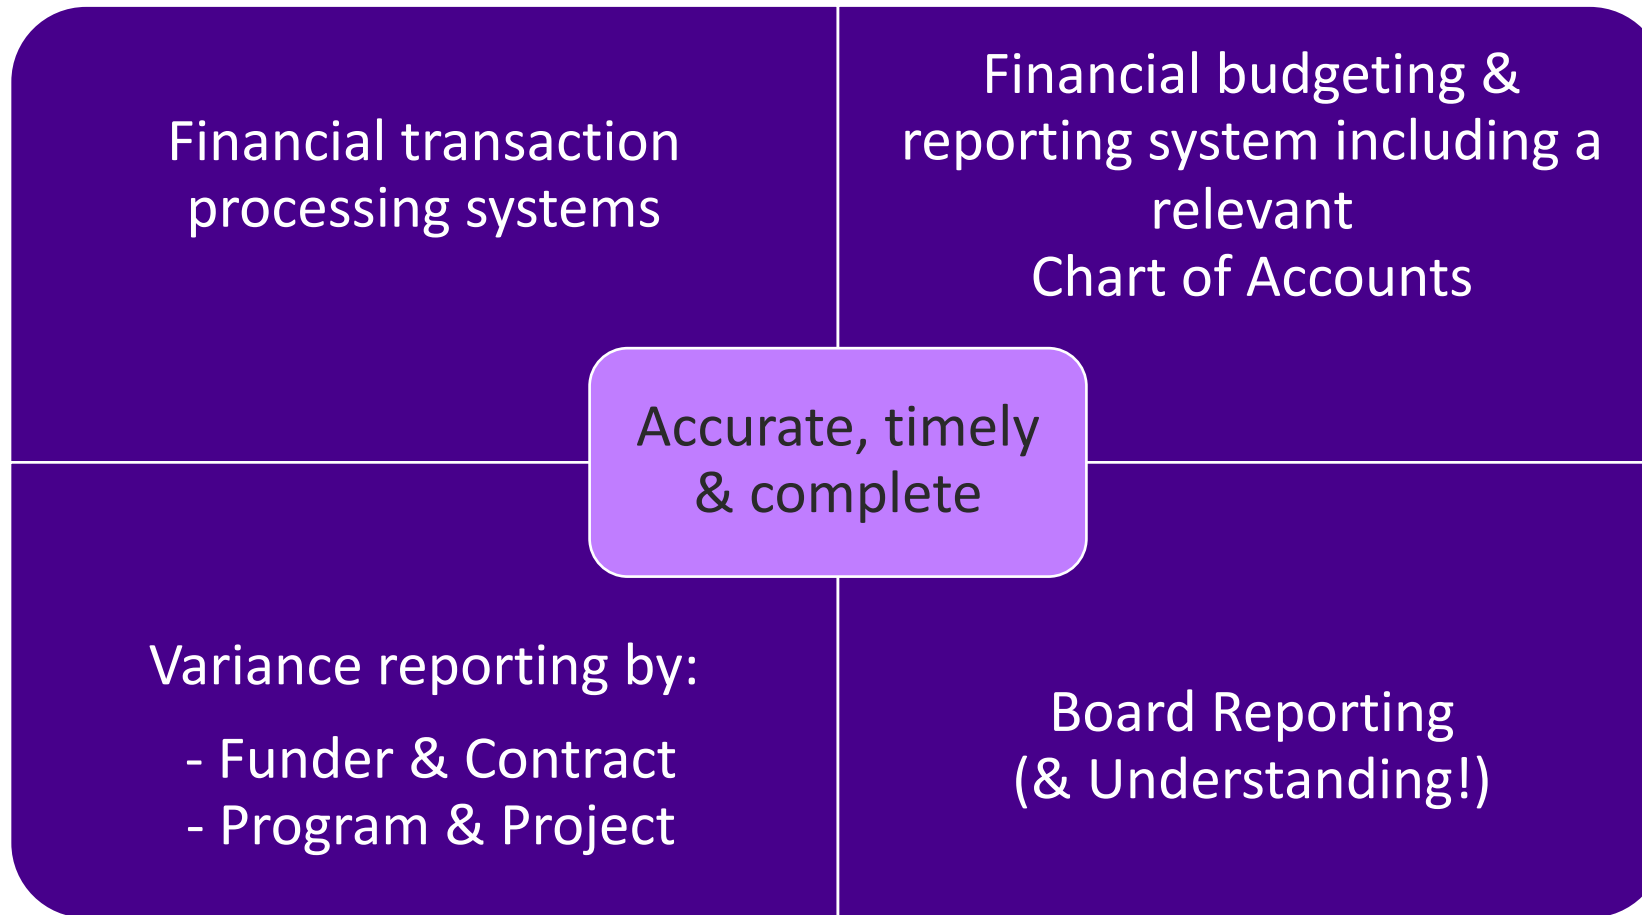 Financial transaction
processing systems
Financial budgeting &
reporting system including a
relevant
Chart of Accounts
Accurate, timely
& complete
Variance reporting by:
- Funder & Contract
- Program & Project
Board Reporting
(& Understanding!)